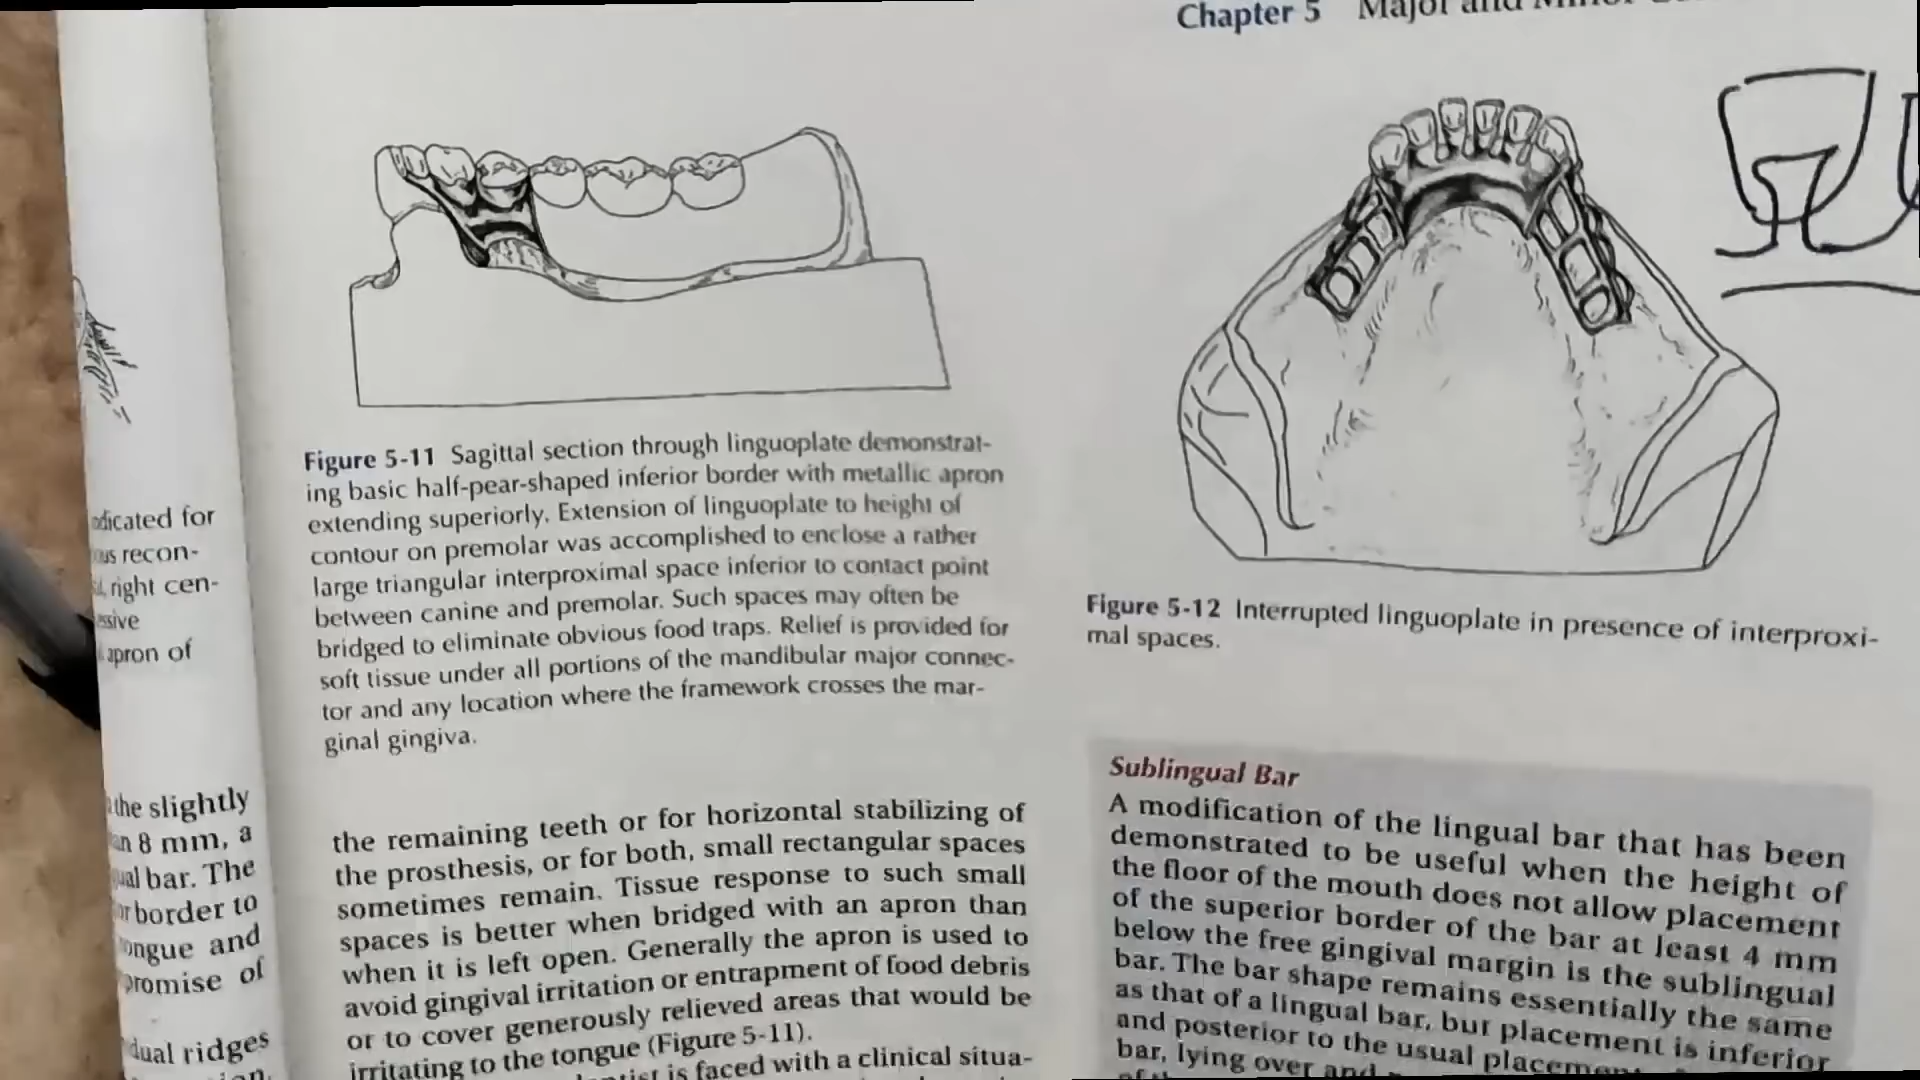 Chapter 5 Major and
dicated for
recon-
right cen-
apron of
the slightly
8 mm, a
bar. The
border to
tongue and
promise of
dual ridges
Figure 5-11 Sagittal section through linguoplate demonstrat-
ing basic half-pear-shaped inferior border with metallic apron
extending superiorly. Extension of linguoplate to height of
contour on premolar was accomplished to enclose a rather
large triangular interproximal space inferior to contact point
between canine and premolar. Such spaces may often be
bridged to eliminate obvious food traps. Relief is provided for
soft tissue under all portions of the mandibular major connec-
tor and any location where the framework crosses the mar-
ginal gingiva.
the remaining teeth or for horizontal stabilizing of
the prosthesis, or for both, small rectangular spaces
sometimes remain. Tissue response to such small
spaces is better when bridged with an apron than
when it is left open. Generally the apron is used to
avoid gingival irritation or entrapment of food debris
or to cover generously relieved areas that would be
irritating to the tongue (Figure 5-11).
is faced with a clinical situa-
Figure 5-12 Interrupted linguoplate in presence of interproxi-
mal spaces.
Sublingual Bar
A modification of the lingual bar that has been
demonstrated to be useful when the height of
the floor of the mouth does not allow placement
of the superior border of the bar at least 4 mm
below the free gingival margin is the sublingual
bar. The bar shape remains essentially the same
as that of a lingual bar, but placement is inferior
and posterior to the usual
bar, lying over and